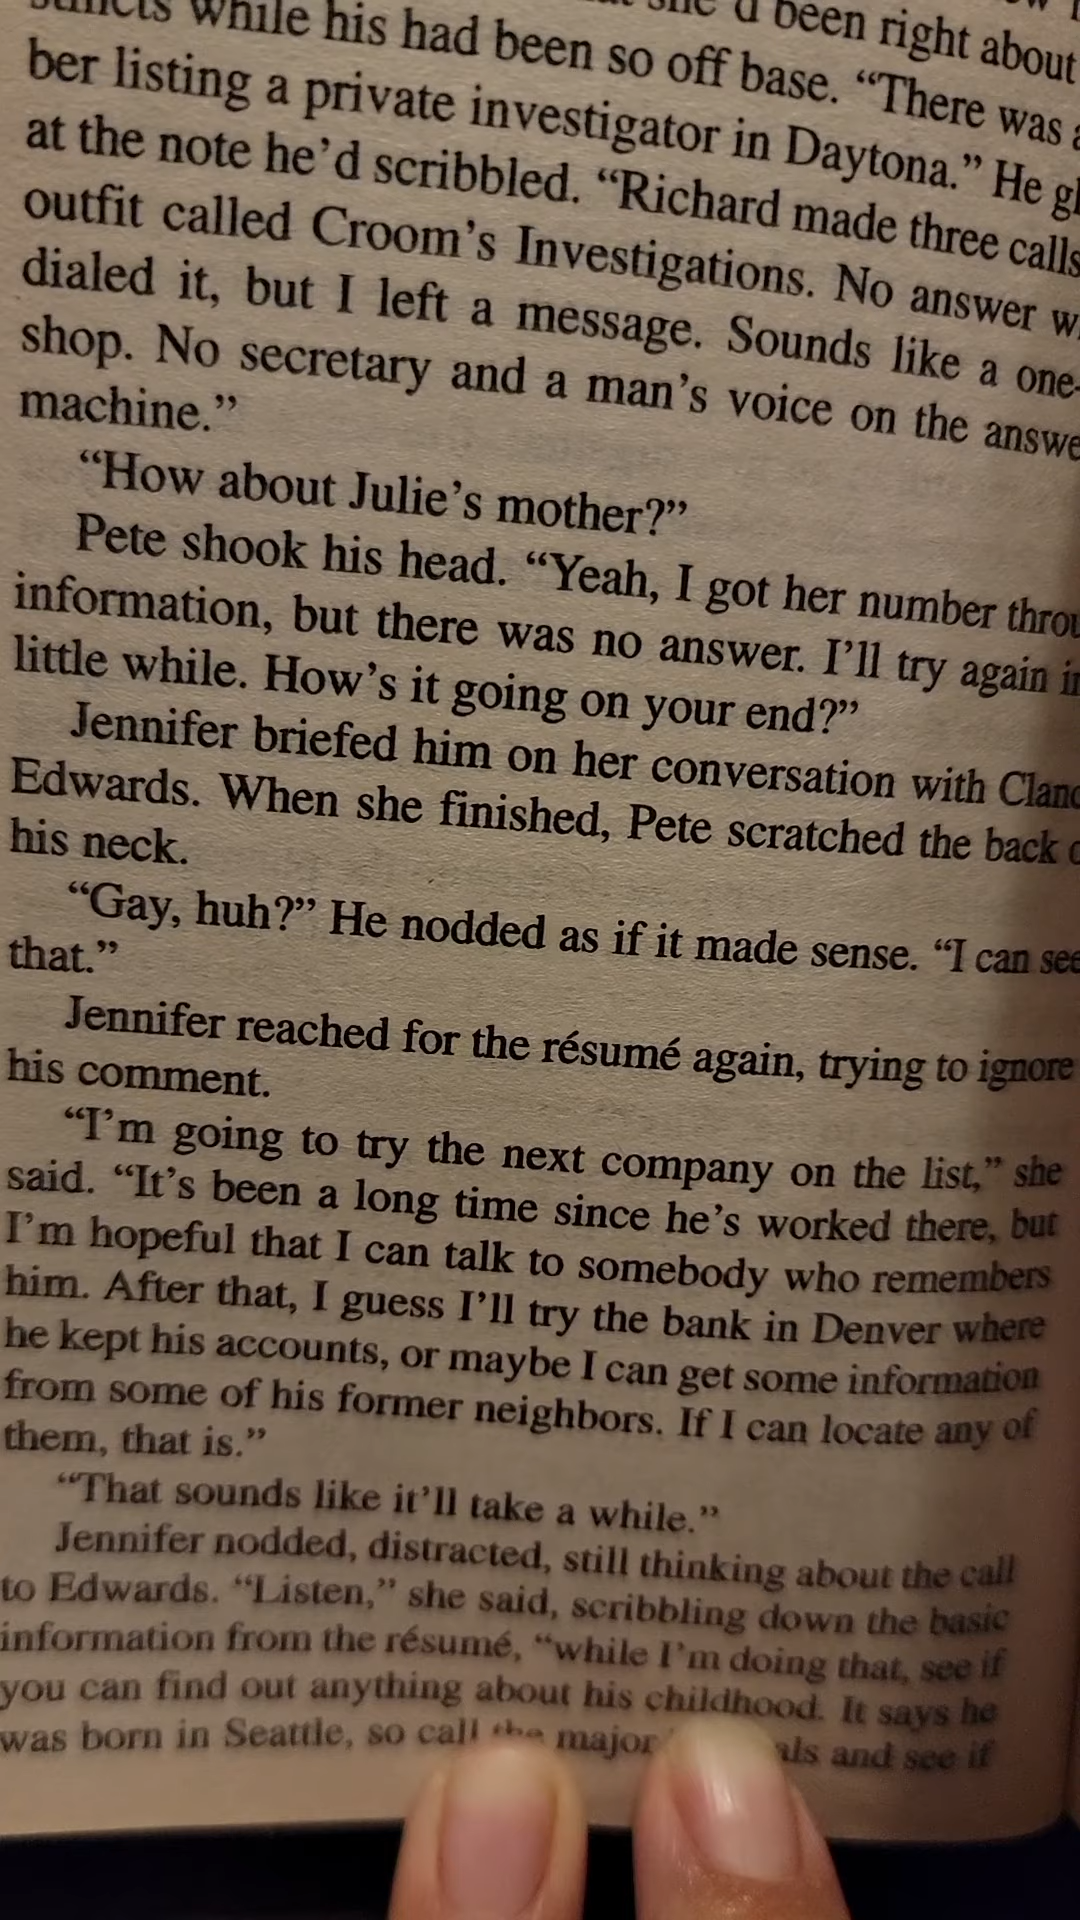 while his had been so off base. “There was
ber listing a private investigator in Daytona.” He
at the note he’d scribbled. “Richard made three calls
outfit called Croom’s Investigations. No answer
dialed it, but I left a message. Sounds like a one-
shop. No secretary and a man’s voice on the
machine.”
“How about Julie’s mother?”
Pete shook his head. “Yeah, I got her number
information, but there was no answer. I’ll try again
little while. How’s it going on your end?”
Jennifer briefed him on her conversation with
Edwards. When she finished, Pete scratched the back
his neck.
“Gay, huh?” He nodded as if it made sense. “I can see
that.”
Jennifer reached for the résumé again, trying to ignore
his comment.
“I’m going to try the next company on the list,” she
said. “It’s been a long time since he’s worked there, but
I’m hopeful that I can talk to somebody who remembers
him. After that, I guess I’ll try the bank in Denver where
he kept his accounts, or maybe I can get some information
from some of his former neighbors. If I can locate any of
them, that is.”
“That sounds like it’ll take a while.”
Jennifer nodded, distracted, still thinking about the call
to Edwards. “Listen,” she said, scribbling down the basic
information from the résumé, “while I’m doing that, see if
you can find out anything about his childhood. It says he
was born in Seattle, so call the major and see if